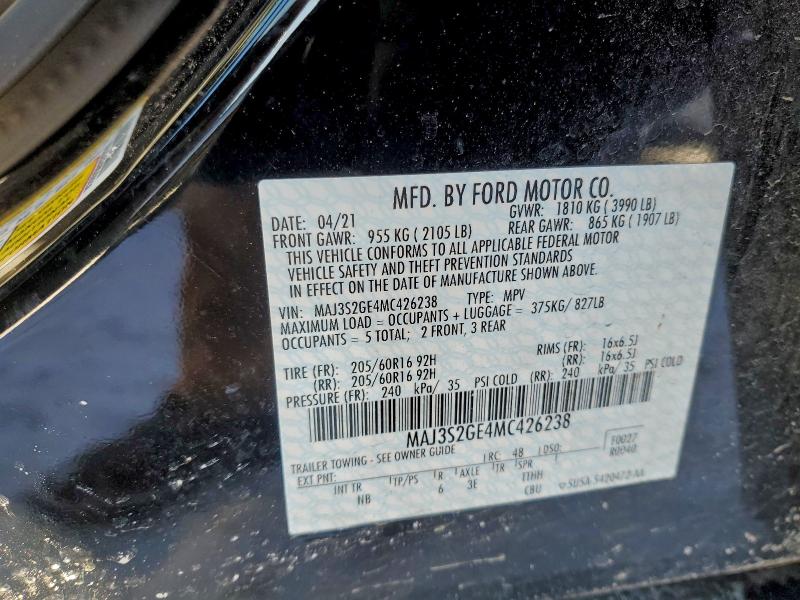 MFD. BY FORD MOTOR CO.
DATE: 04/21 GVWR: 1810 KG ( 3990 LB)
FRONT GAWR: 955 KG ( 2105 LB) REAR GAWR: 865 KG ( 1907 LB)
THIS VEHICLE CONFORMS TO ALL APPLICABLE FEDERAL MOTOR
VEHICLE SAFETY AND THEFT PREVENTION STANDARDS
IN EFFECT ON THE DATE OF MANUFACTURE SHOWN ABOVE.
VIN: MAJ3S2GE4MC426238 TYPE: MPV
MAXIMUM LOAD = OCCUPANTS + LUGGAGE = 375KG/ 827LB
OCCUPANTS = 5 TOTAL; 2 FRONT, 3 REAR
TIRE (FR): 205/60R16 92H RIMS (FR): 16x6.5J
(RR): 205/60R16 92H (RR): 16x6.5J
PRESSURE (FR): 240 kPa/ 35 PSI COLD (RR): 240 kPa/ 35 PSI COLD
MAJ3S2GE4MC426238
TRAILER TOWING - SEE OWNER GUIDE RC: 48 DSO: F0027
R0040
EXT PNT: INT TR TP/PS R AXLE TR SPR
NB 6 3E TTHH
CBU